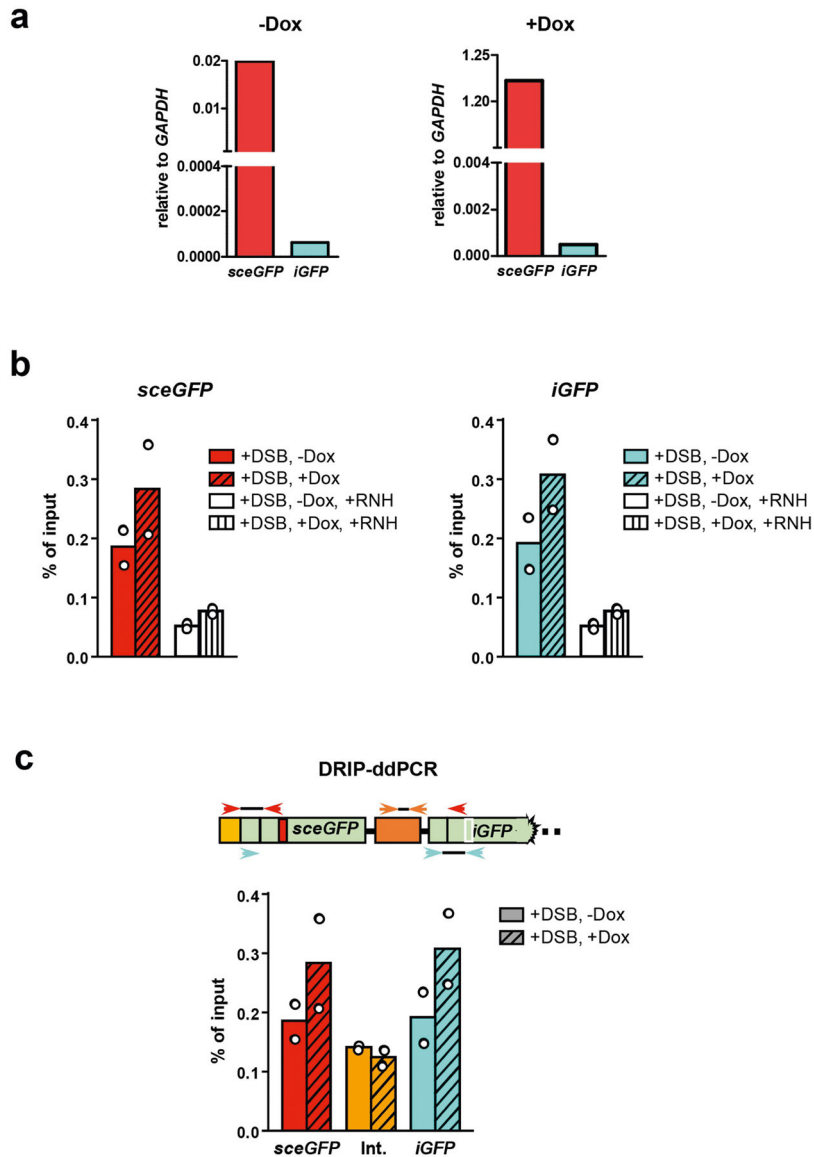 a
-Dox
+Dox
relative to GAPDH
0.02
0.01
0.0004
0.0002
0.0000
sceGFP iGFP
relative to GAPDH
1.25
1.20
0.004
0.002
0.000
sceGFP iGFP
b
sceGFP
% of input
0.4
0.3
0.2
0.1
0.0
+DSB, -Dox
+DSB, +Dox
+DSB, -Dox, +RNH
+DSB, +Dox, +RNH
iGFP
% of input
0.4
0.3
0.2
0.1
0.0
+DSB, -Dox
+DSB, +Dox
+DSB, -Dox, +RNH
+DSB, +Dox, +RNH
c
DRIP-ddPCR
sceGFP
iGFP
% of input
0.4
0.3
0.2
0.1
0.0
+DSB, -Dox
+DSB, +Dox
sceGFP Int. iGFP